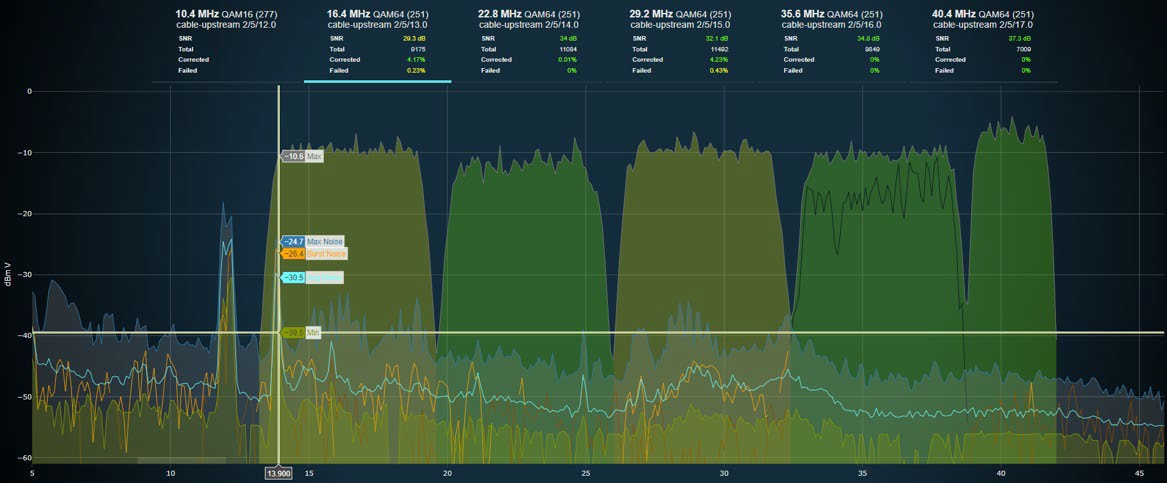 10.4 MHz QAM16 (277)
cable-upstream 2/5/12.0
SNR
Total
Corrected
Failed
16.4 MHz QAM64 (251)
cable-upstream 2/5/13.0
SNR 29.3 dB
Total 9175
Corrected 4.17%
Failed 0.23%
22.8 MHz QAM64 (251)
cable-upstream 2/5/14.0
SNR 34 dB
Total 11084
Corrected 0.01%
Failed 0%
29.2 MHz QAM64 (251)
cable-upstream 2/5/15.0
SNR 32.1 dB
Total 11492
Corrected 4.23%
Failed 0.43%
35.6 MHz QAM64 (251)
cable-upstream 2/5/16.0
SNR 34.8 dB
Total 9849
Corrected 0%
Failed 0%
40.4 MHz QAM64 (251)
cable-upstream 2/5/17.0
SNR 37.3 dB
Total 7009
Corrected 0%
Failed 0%
0
−10
−20
−30
−40
−50
−60
dBm V
−10.6 Max
−24.7 Max Noise
−26.4 Burst Noise
−30.5
−39.5 Min
5 10 13.900 15 20 25 30 35 40 45